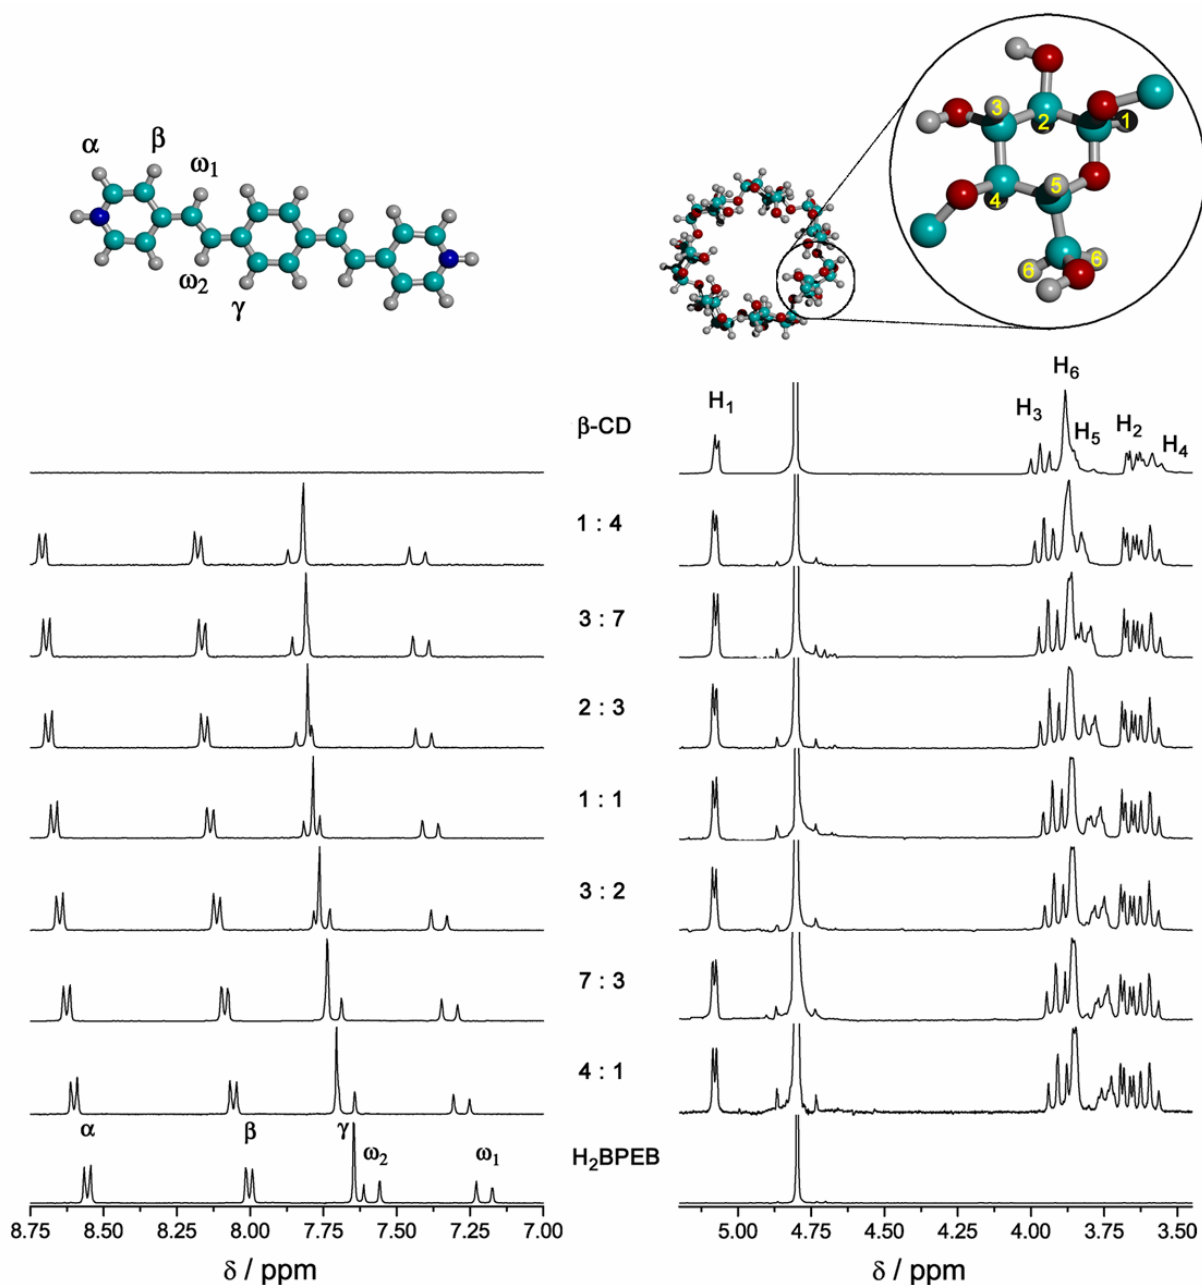 α
β
ω₁
ω₂
γ
3
2
1
5
4
6
6
β-CD
H₁
H₃
H₆
H₅
H₂
H₄
1 : 4
3 : 7
2 : 3
1 : 1
3 : 2
7 : 3
4 : 1
α
β
γ
ω₂
ω₁
H₂BPEB
8.75 8.50 8.25 8.00 7.75 7.50 7.25 7.00
δ / ppm
5.00 4.75 4.50 4.25 4.00 3.75 3.50
δ / ppm